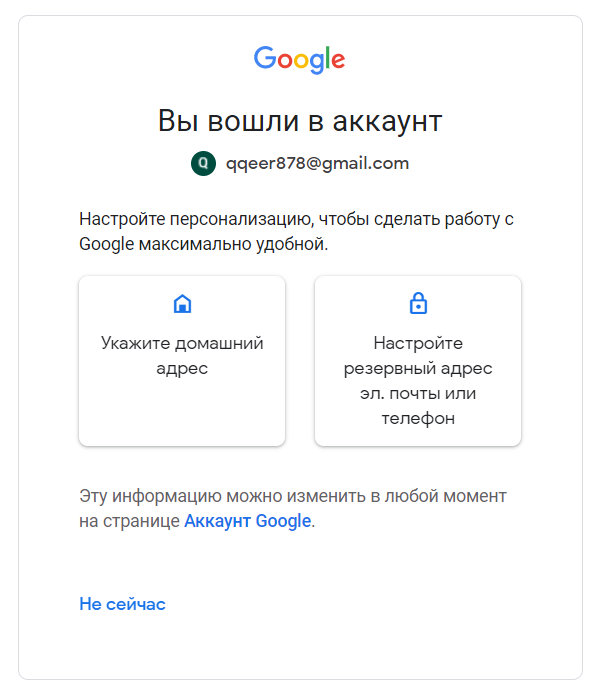 Google
Вы вошли в аккаунт
Q qqeer878@gmail.com
Настройте персонализацию, чтобы сделать работу с
Google максимально удобной.
Укажите домашний
адрес
Настройте
резервный адрес
эл. почты или
телефон
Эту информацию можно изменить в любой момент
на странице Аккаунт Google.
Не сейчас